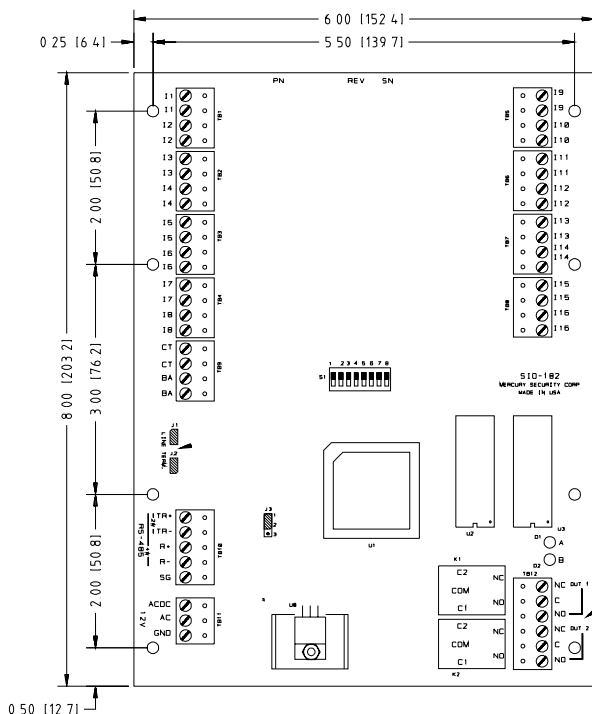 6.00 [152.4]
0.25 [6.4]
5.50 [139.7]
PN REV SN
I1
I1
I2
I2
TB1
I3
I3
I4
I4
TB2
I5
I5
I6
I6
TB3
I7
I7
I8
I8
TB4
CT
CT
BA
BA
TB9
I9
I9
I10
I10
TB5
I11
I11
I12
I12
TB6
I13
I13
I14
I14
TB7
I15
I15
I16
I16
TB8
2.00 [50.8]
8.00 [203.2]
3.00 [76.2]
2.00 [50.8]
0.50 [12.7]
1 2 3 4 5 6 7 8
S1
SIO-182
MERCURY SECURITY CORP
MADE IN USA
J1
LINE TERM.
J2
J3
1
2
3
U1
U2
U3
D1 A
B
D2
TR+
TR-
R+
R-
SG
2W
4W
RS-485
TB10
ACDC
AC
GND
12V
TB11
U8
K1
C2
COM
C1
NC
NO
C2
COM
C1
NC
NO
K2
TB12
NC
C
NO
OUT 1
NC
C
NO
OUT 2